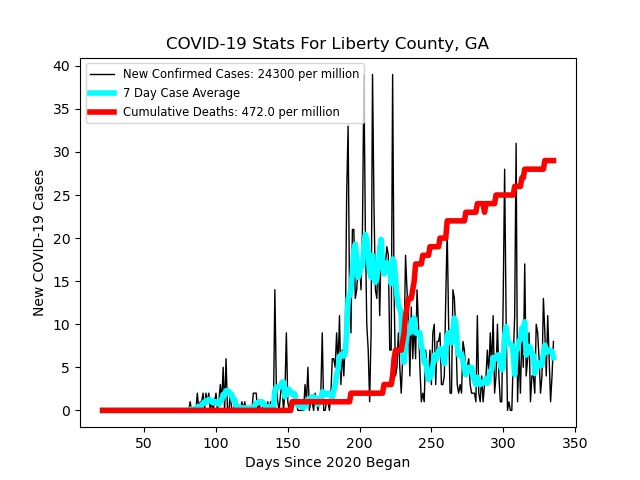 COVID-19 Stats For Liberty County, GA
New Confirmed Cases: 24300 per million
7 Day Case Average
Cumulative Deaths: 472.0 per million
New COVID-19 Cases
40
35
30
25
20
15
10
5
0
50 100 150 200 250 300 350
Days Since 2020 Began